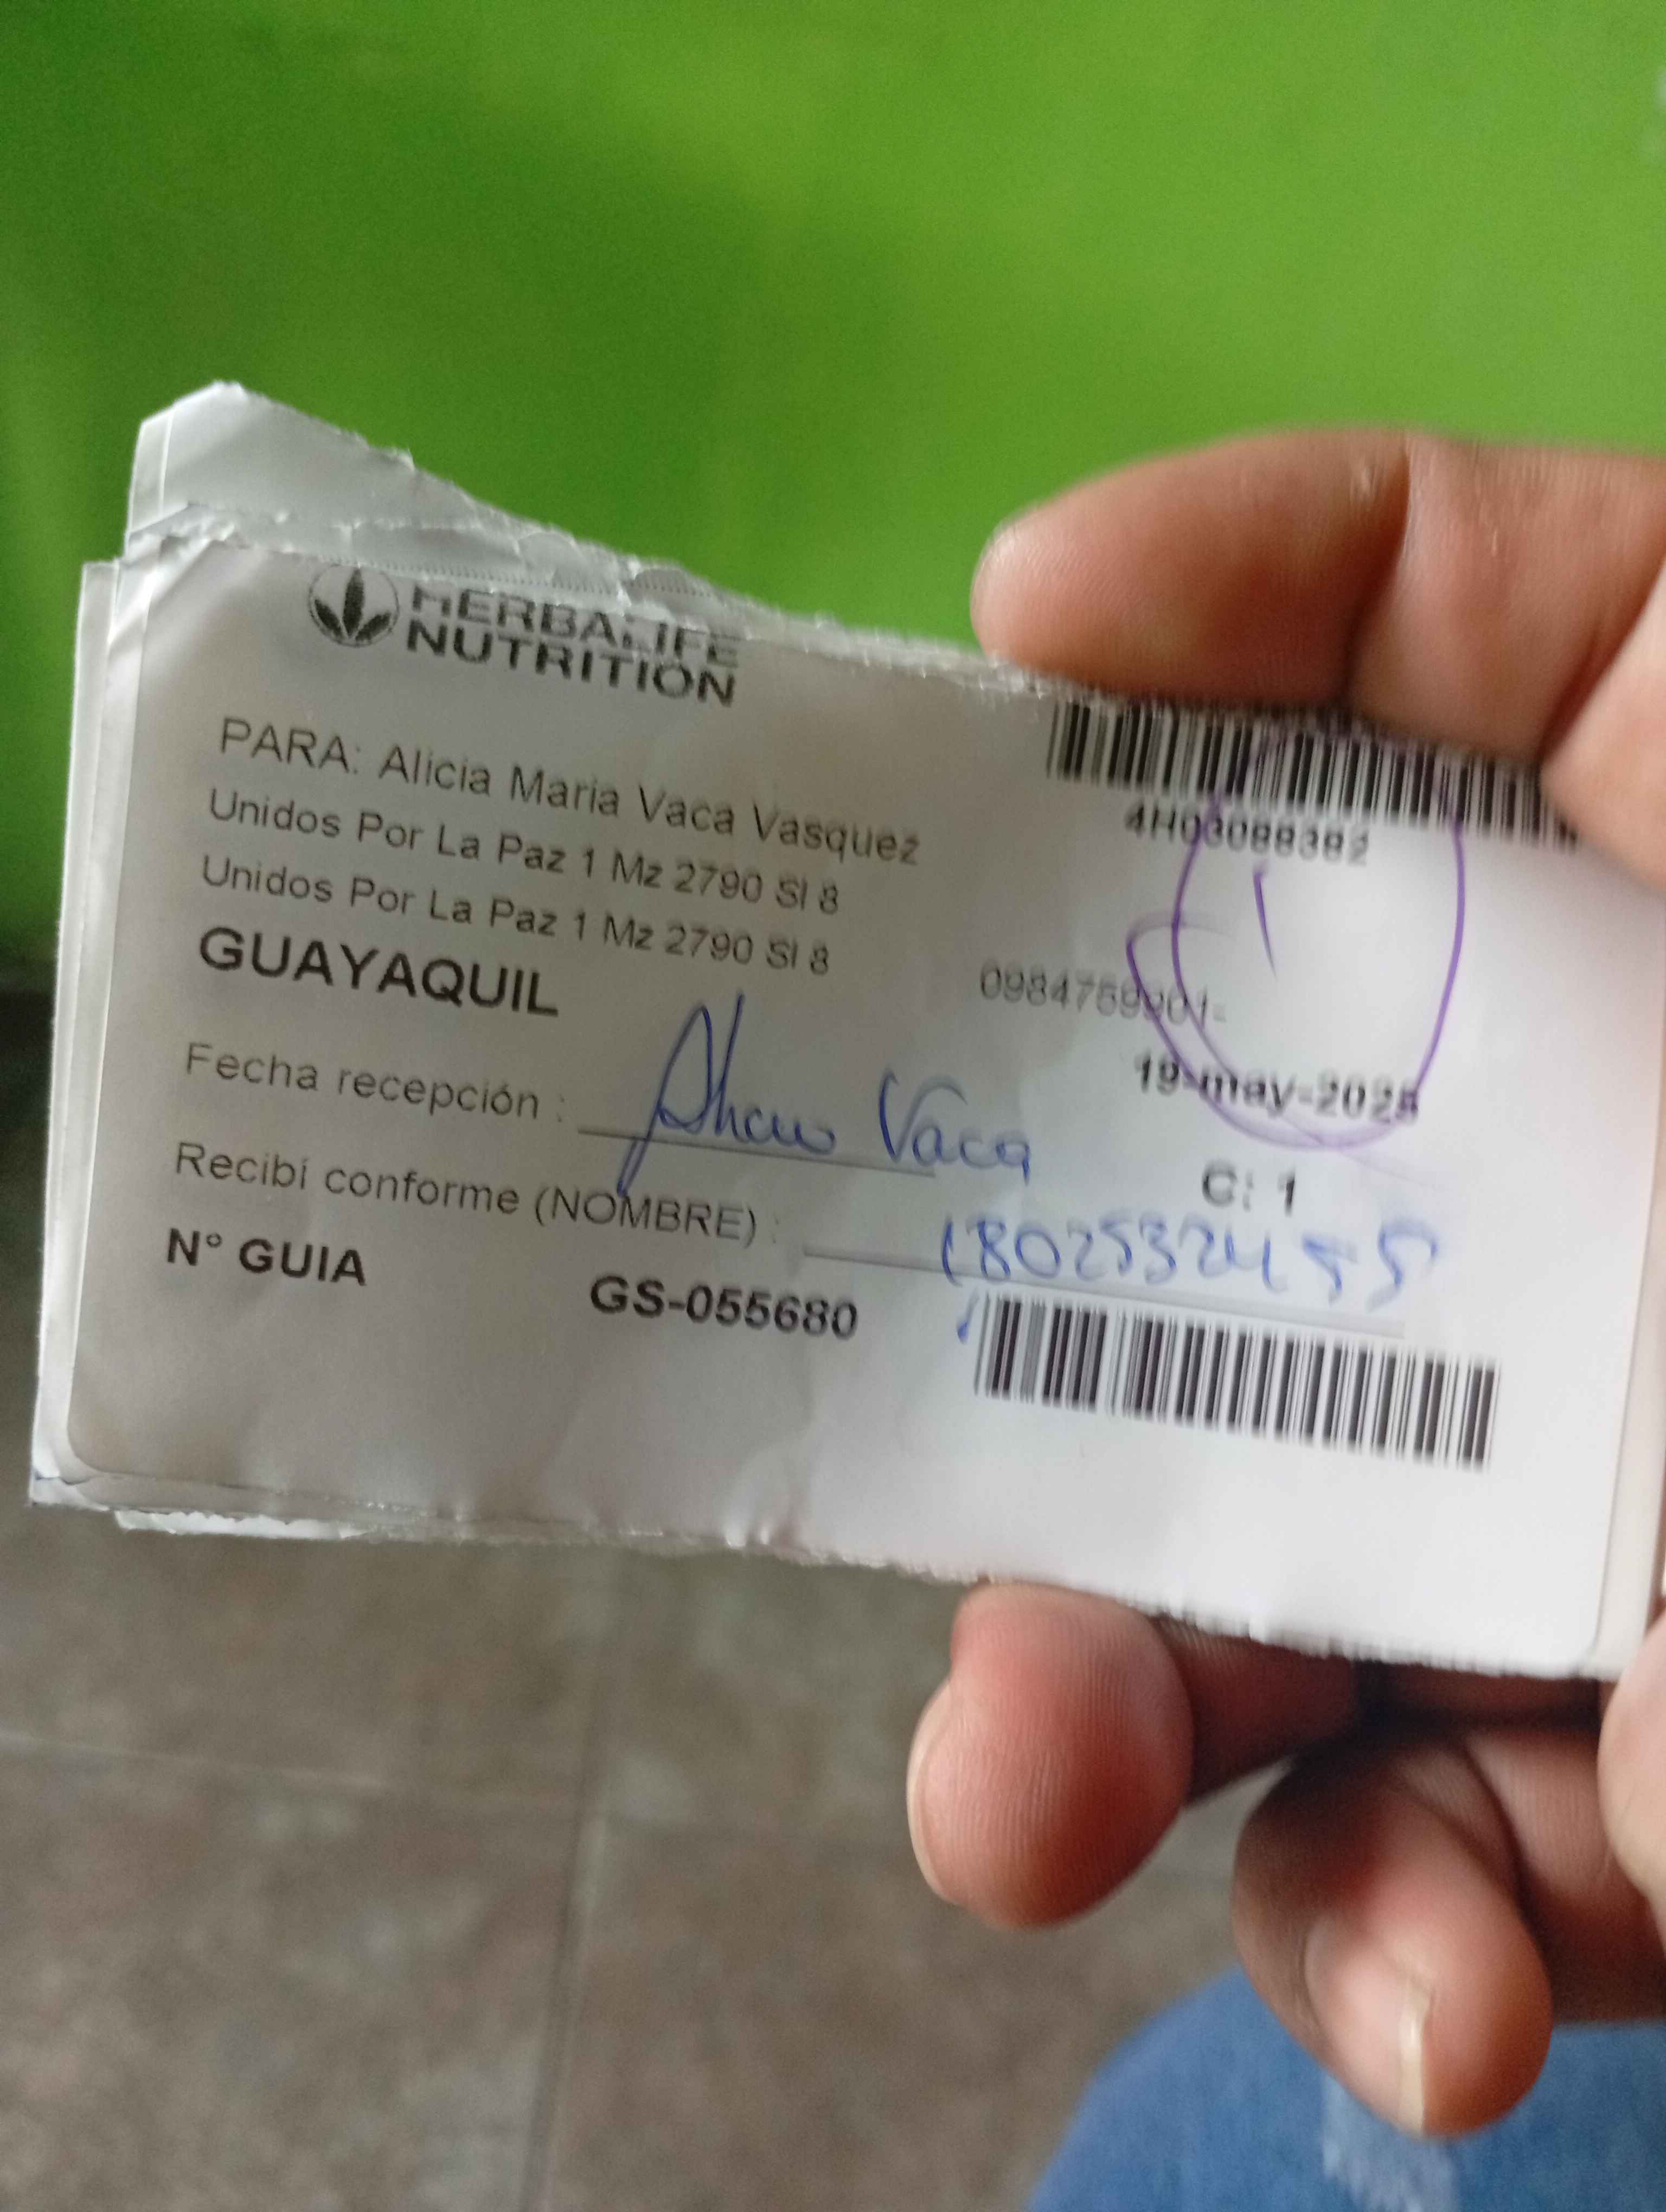 HERBALIFE
NUTRITION
PARA: Alicia Maria Vaca Vasquez
4H03088382
Unidos Por La Paz 1 Mz 2790 Sl 8
Unidos Por La Paz 1 Mz 2790 Sl 8
GUAYAQUIL
19-may-2025
Fecha recepción :
Vaca
C: 1
Recibí conforme (NOMBRE) :
N° GUIA GS-055680